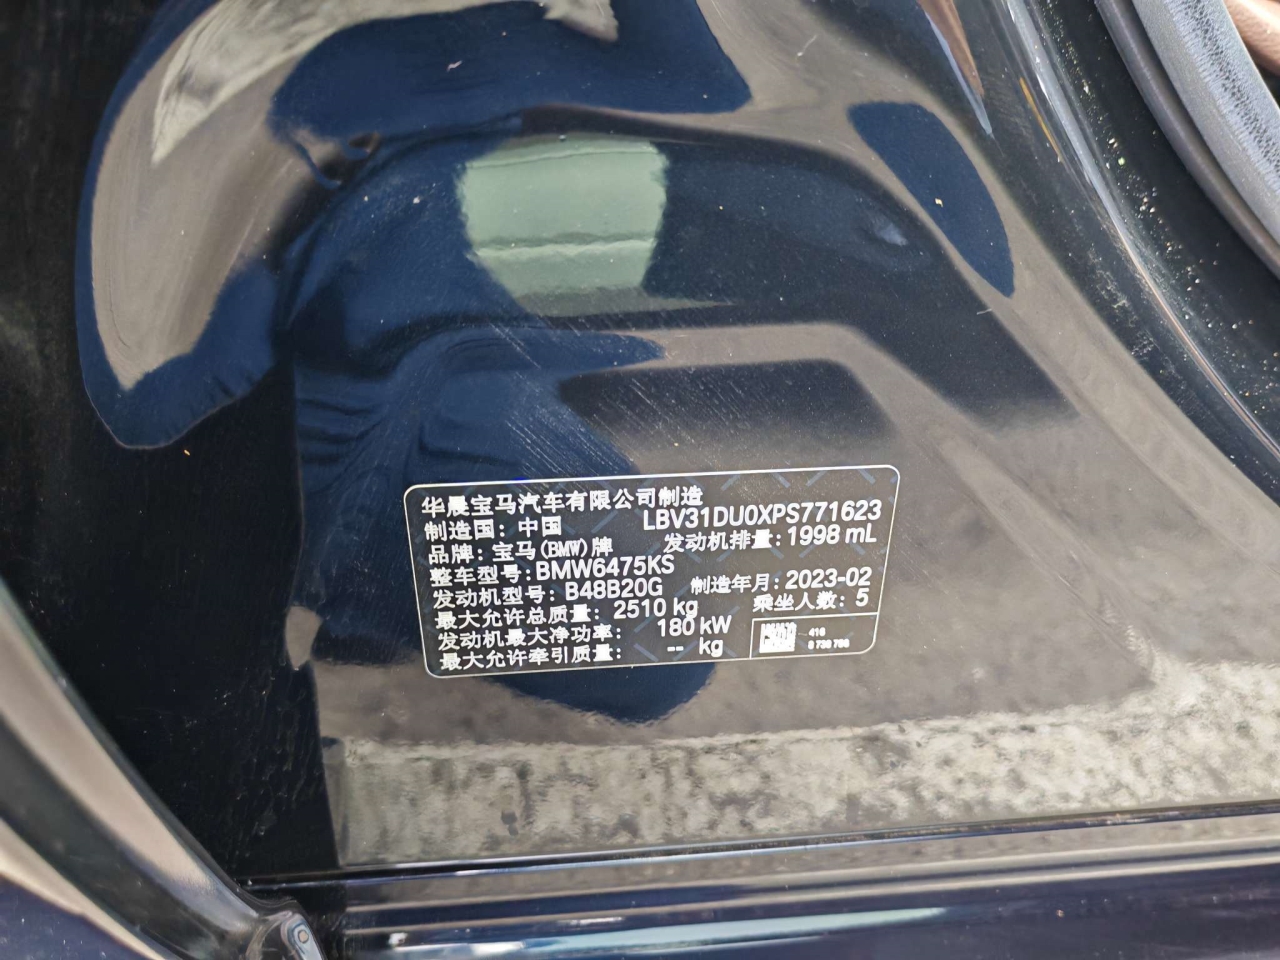 华晨宝马汽车有限公司制造
制造国: 中国 LBV31DU0XPS771623
品牌: 宝马(BMW)牌 发动机排量: 1998 mL
整车型号: BMW6475KS
发动机型号: B48B20G 制造年月: 2023-02
最大允许总质量: 2510 kg 乘坐人数: 5
发动机最大净功率: 180 kW
最大允许牵引质量: -- kg
416